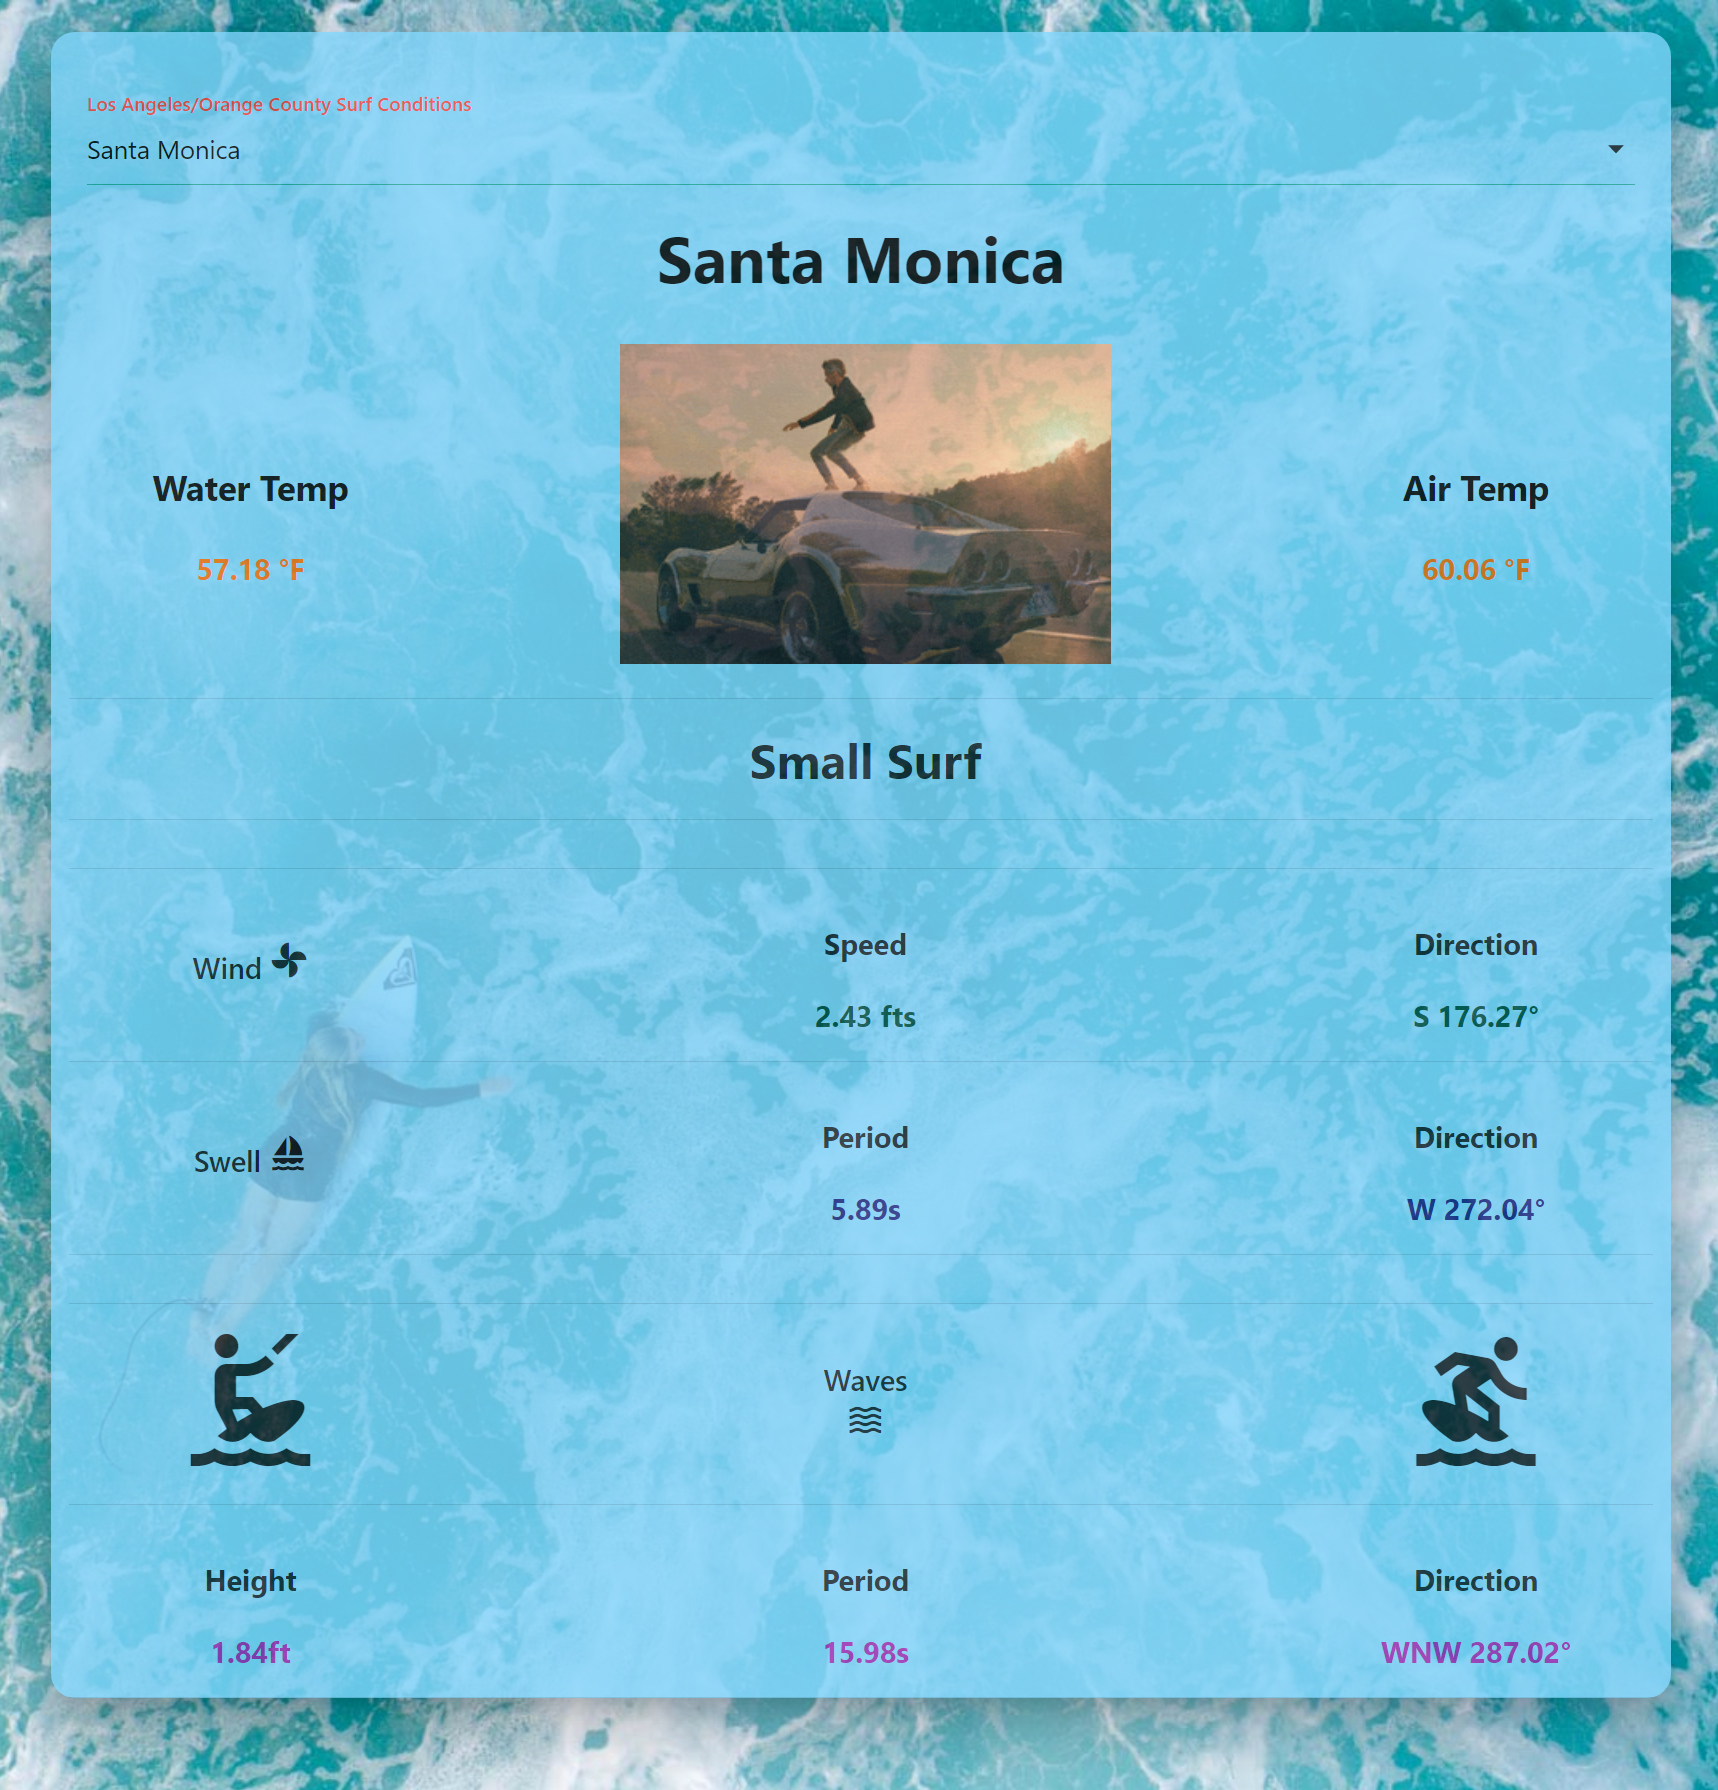 Los Angeles/Orange County Surf Conditions
Santa Monica
Santa Monica
Water Temp
57.18 °F
Air Temp
60.06 °F
Small Surf
Wind
Speed
2.43 fts
Direction
S 176.27°
Swell
Period
5.89s
Direction
W 272.04°
Waves
Height
1.84ft
Period
15.98s
Direction
WNW 287.02°